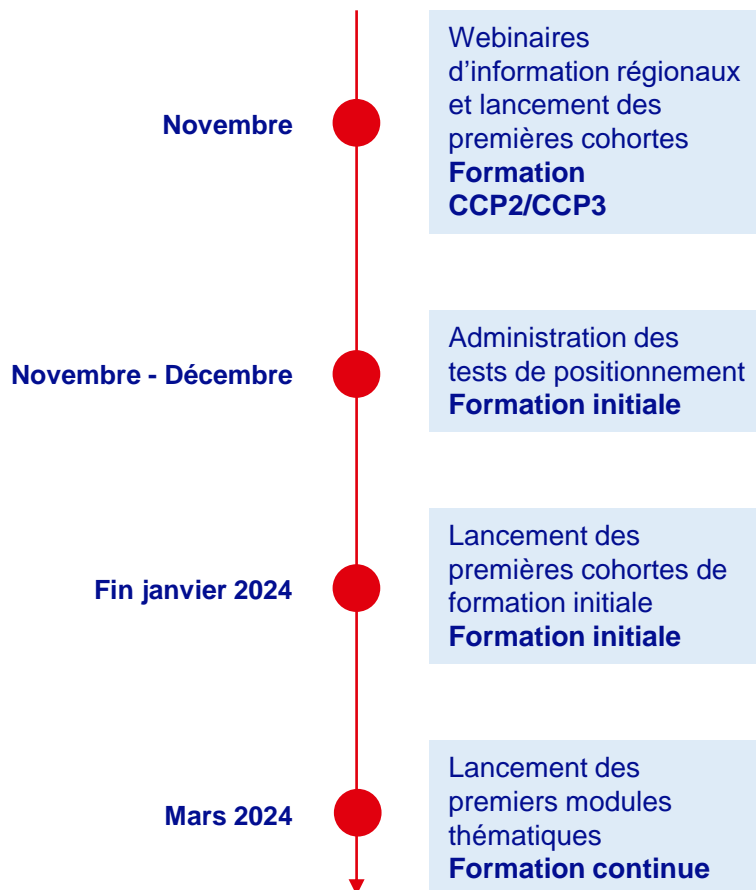 Novembre
Webinaires
d’information régionaux
et lancement des
premières cohortes
Formation
CCP2/CCP3
Novembre - Décembre
Administration des
tests de positionnement
Formation initiale
Fin janvier 2024
Lancement des
premières cohortes de
formation initiale
Formation initiale
Mars 2024
Lancement des
premiers modules
thématiques
Formation continue